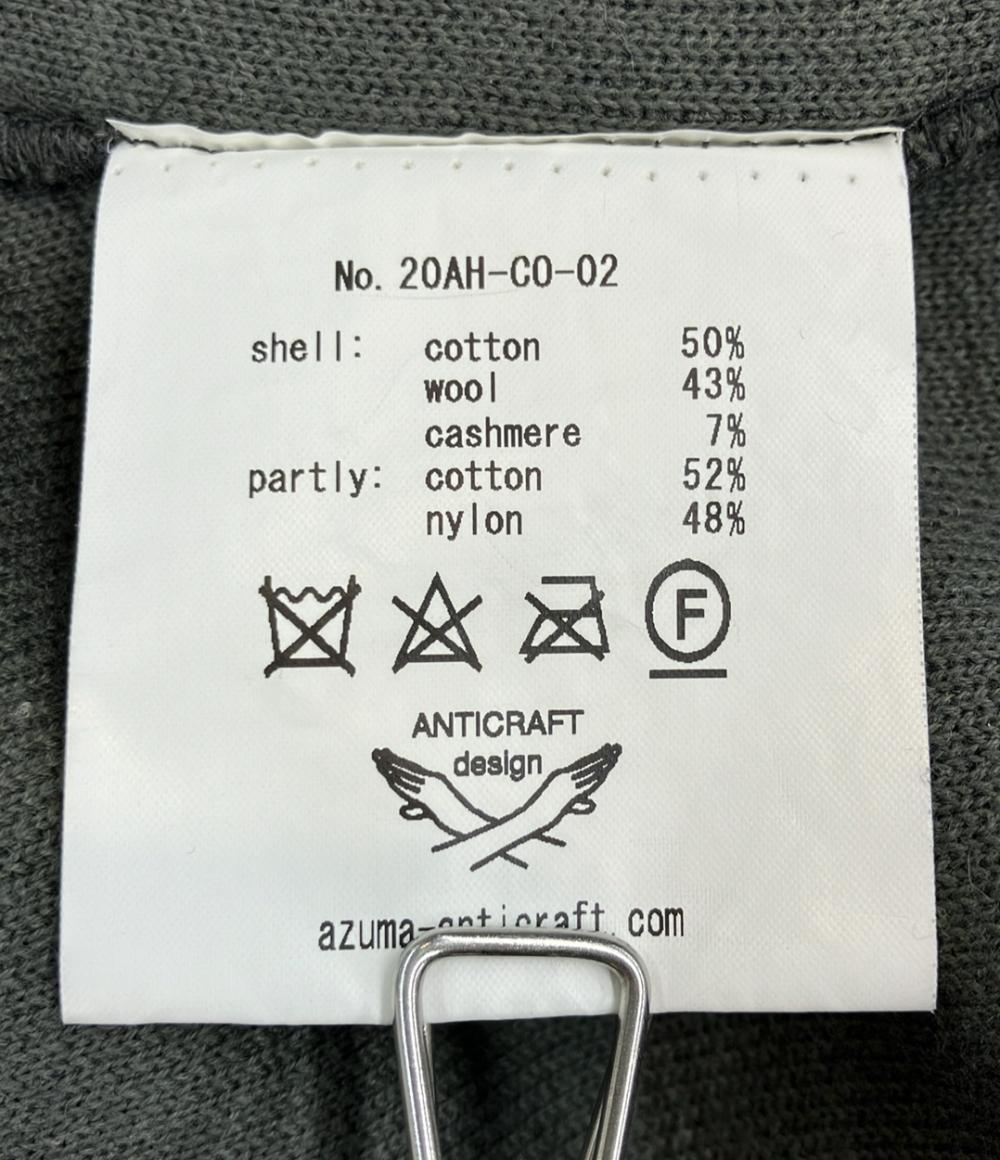 No. 20AH-CO-02
shell: cotton 50%
wool 43%
cashmere 7%
partly: cotton 52%
nylon 48%
F
ANTICRAFT
design
azuma-anticraft.com